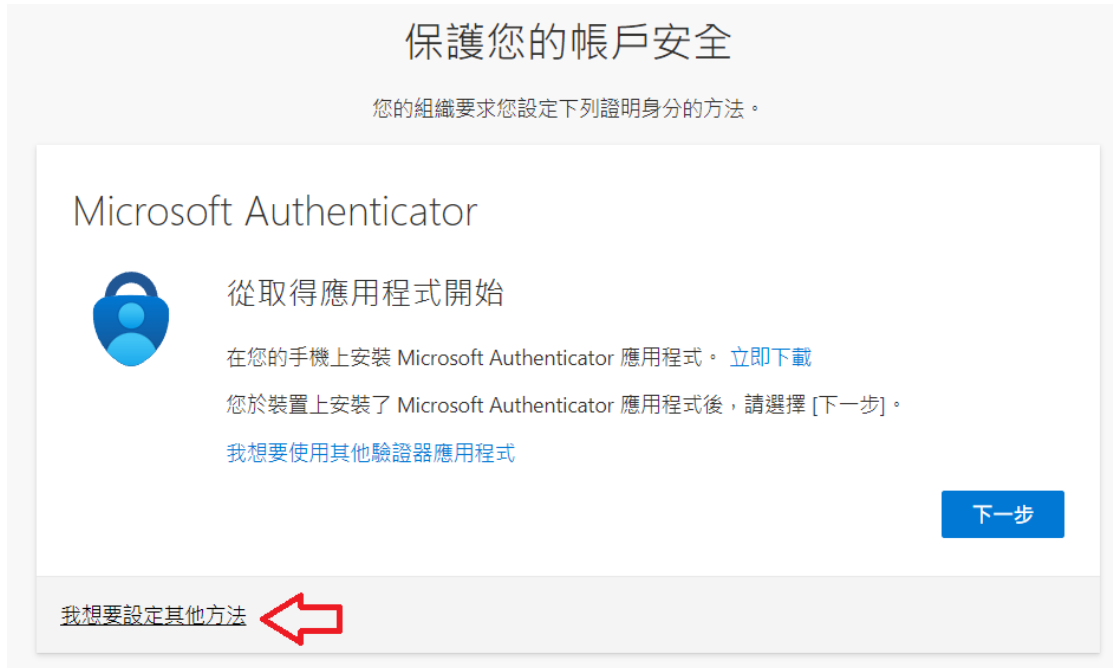 保護您的帳戶安全
您的組織要求您設定下列證明身分的方法。
Microsoft Authenticator
從取得應用程式開始
在您的手機上安裝 Microsoft Authenticator 應用程式。 立即下載
您於裝置上安裝了 Microsoft Authenticator 應用程式後，請選擇 [下一步]。
我想要使用其他驗證器應用程式
下一步
我想要設定其他方法